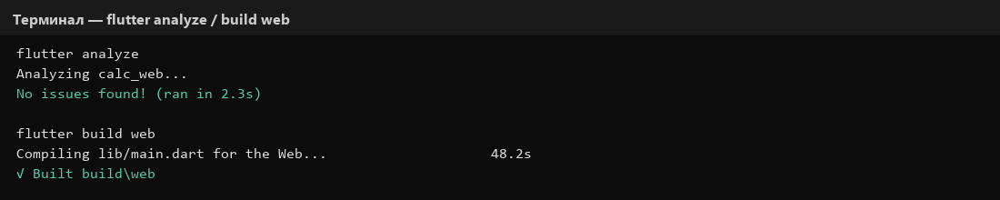 Терминал — flutter analyze / build web
flutter analyze
Analyzing calc_web...
No issues found! (ran in 2.3s)
flutter build web
Compiling lib/main.dart for the Web... 48.2s
√ Built build\web